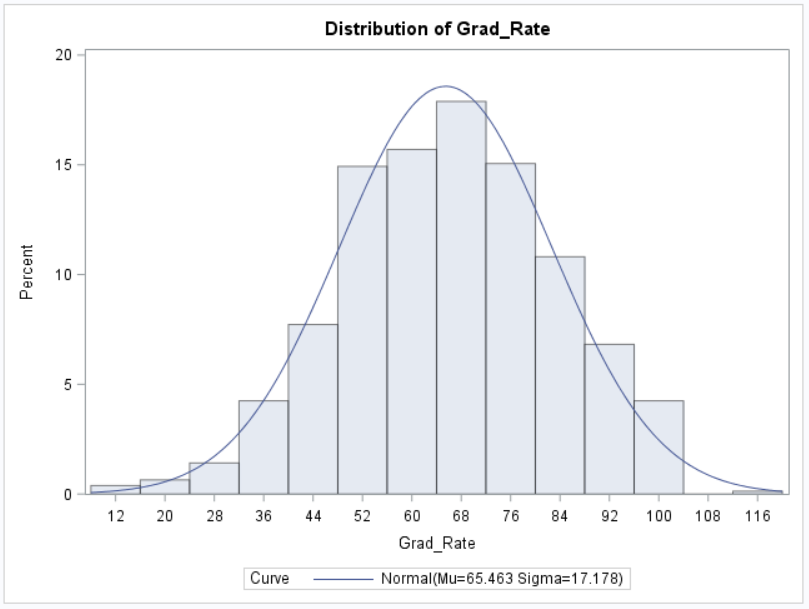 Distribution of Grad_Rate
20
15
10
5
0
Percent
12 20 28 36 44 52 60 68 76 84 92 100 108 116
Grad_Rate
Curve Normal(Mu=65.463 Sigma=17.178)